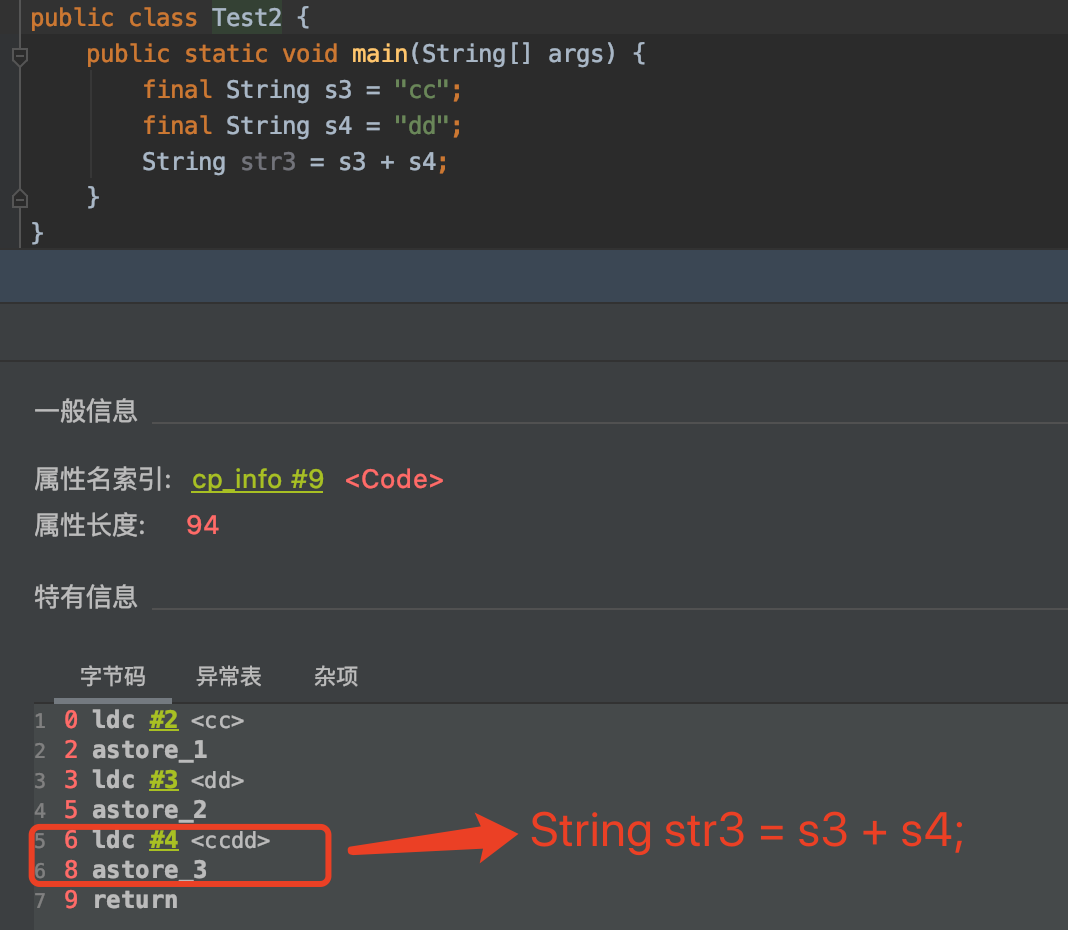 public class Test2 {
public static void main(String[] args) {
final String s3 = "cc";
final String s4 = "dd";
String str3 = s3 + s4;
}
}
一般信息
属性名索引: cp_info #9 <Code>
属性长度: 94
特有信息
字节码 异常表 杂项
1 0 ldc #2 <cc>
2 2 astore_1
3 3 ldc #3 <dd>
4 5 astore_2
5 6 ldc #4 <ccdd>
6 8 astore_3
7 9 return
String str3 = s3 + s4;